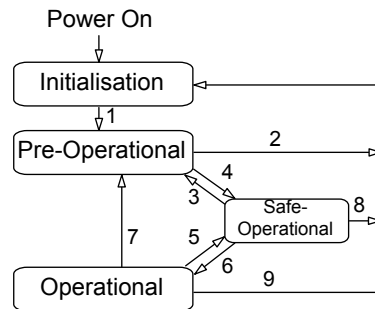 Power On
Initialisation
1
Pre-Operational
2
4
3
Safe-
Operational
8
7
5
6
Operational
9